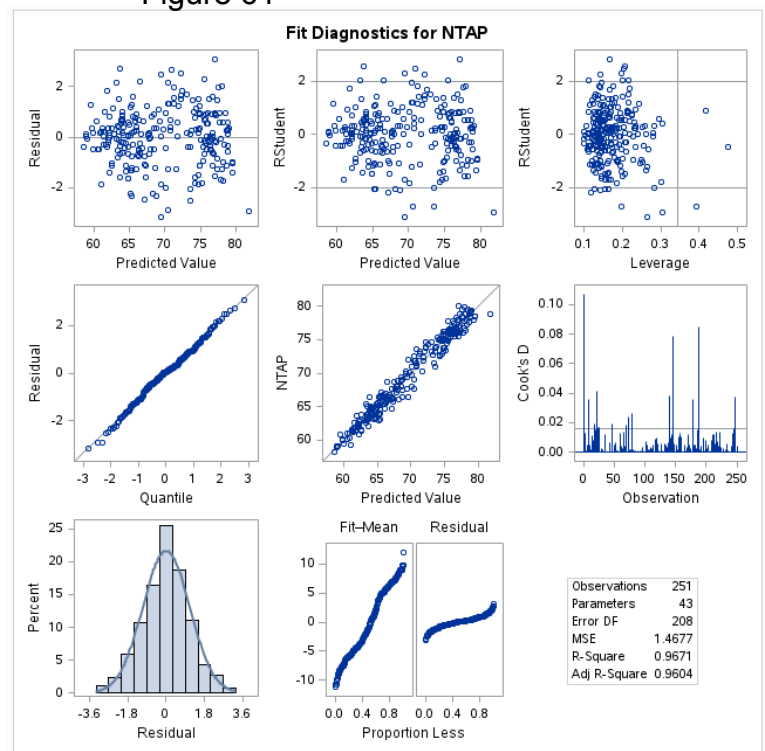 Fit Diagnostics for NTAP
Residual
2
0
-2
60 65 70 75 80
Predicted Value
RStudent
2
0
-2
60 65 70 75 80
Predicted Value
RStudent
2
0
-2
0.1 0.2 0.3 0.4 0.5
Leverage
Residual
2
0
-2
-3 -2 -1 0 1 2 3
Quantile
NTAP
80
75
70
65
60
60 65 70 75 80
Predicted Value
Cook's D
0.10
0.08
0.06
0.04
0.02
0.00
0 50 100 150 200 250
Observation
Percent
25
20
15
10
5
0
-3.6 -1.8 0 1.8 3.6
Residual
Fit–Mean Residual
10
5
0
-5
-10
0.0 0.4 0.8 0.0 0.4 0.8
Proportion Less
Observations 251
Parameters 43
Error DF 208
MSE 1.4677
R-Square 0.9671
Adj R-Square 0.9604